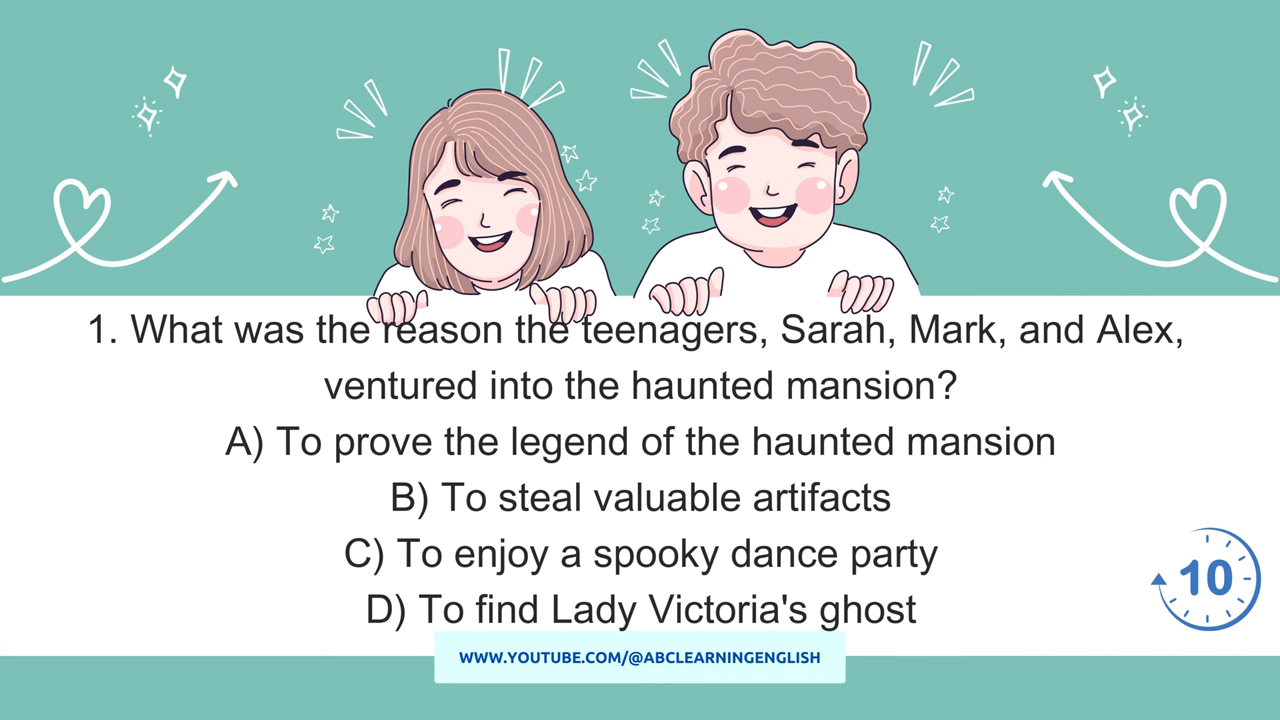 1. What was the reason the teenagers, Sarah, Mark, and Alex,
ventured into the haunted mansion?
A) To prove the legend of the haunted mansion
B) To steal valuable artifacts
C) To enjoy a spooky dance party
D) To find Lady Victoria's ghost
10
WWW.YOUTUBE.COM/@ABCLEARNINGENGLISH